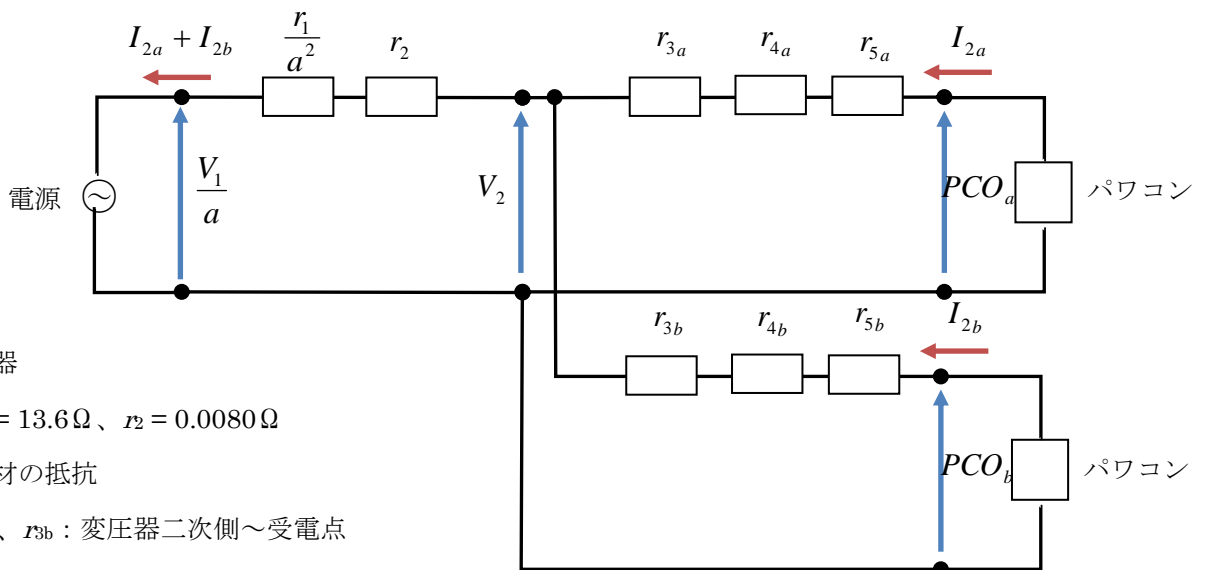 I2a + I2b
r1
a2
r2
r3a
r4a
r5a
I2a
電源
V1
a
V2
PCOa
パワコン
r3b
r4b
r5b
I2b
器
= 13.6Ω、r2 = 0.0080Ω
PCOb
パワコン
材の抵抗
、r3b：変圧器二次側～受電点